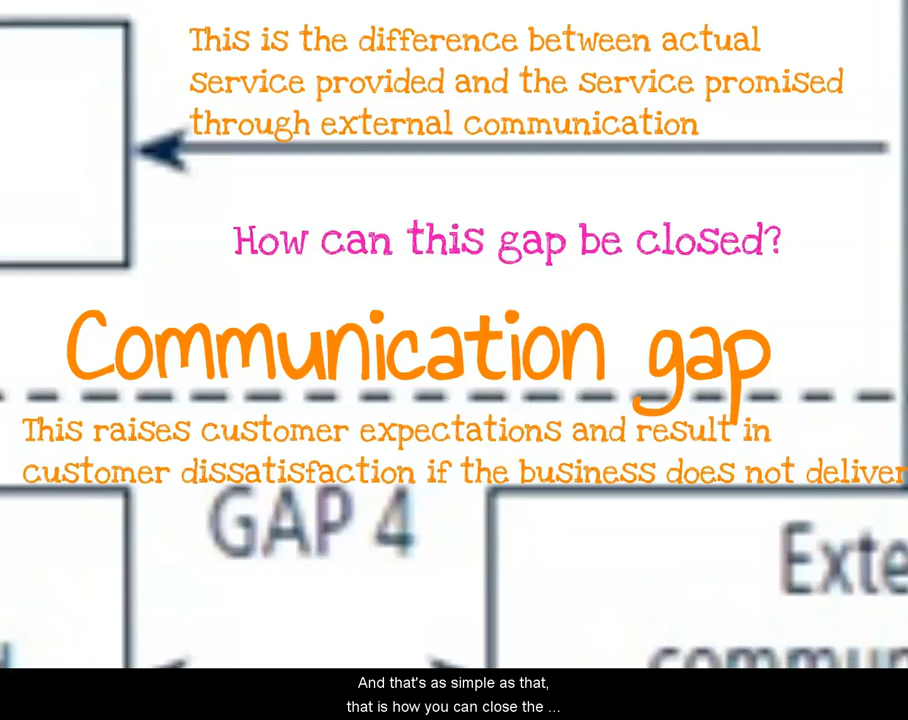 This is the difference between actual
service provided and the service promised
through external communication
How can this gap be closed?
Communication gap
This raises customer expectations and result in
customer dissatisfaction if the business does not deliver
GAP 4
And that's as simple as that,
that is how you can close the ...